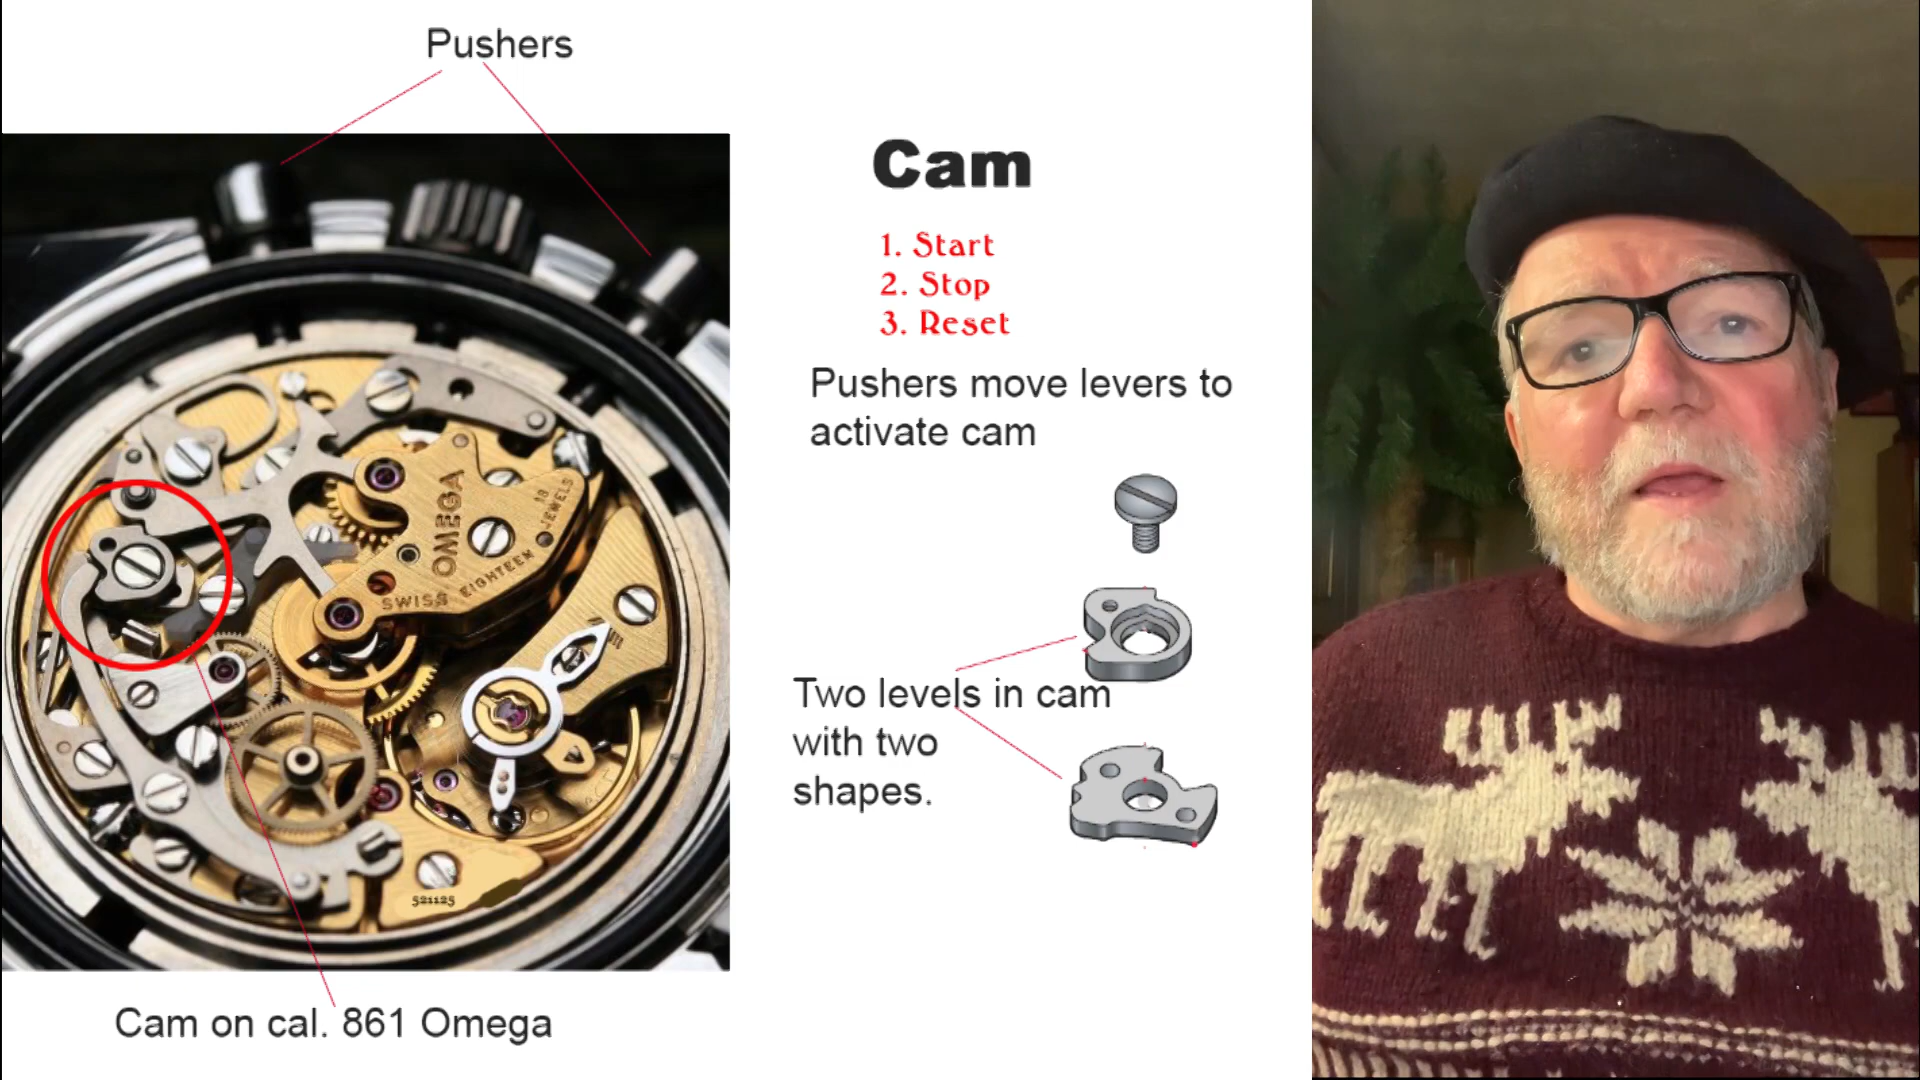 Pushers
Cam
1. Start
2. Stop
3. Reset
Pushers move levers to
activate cam
OMEGA
18
JEWELS
EIGHTEEN
SWISS
Two levels in cam
with two
shapes.
521125
Cam on cal. 861 Omega